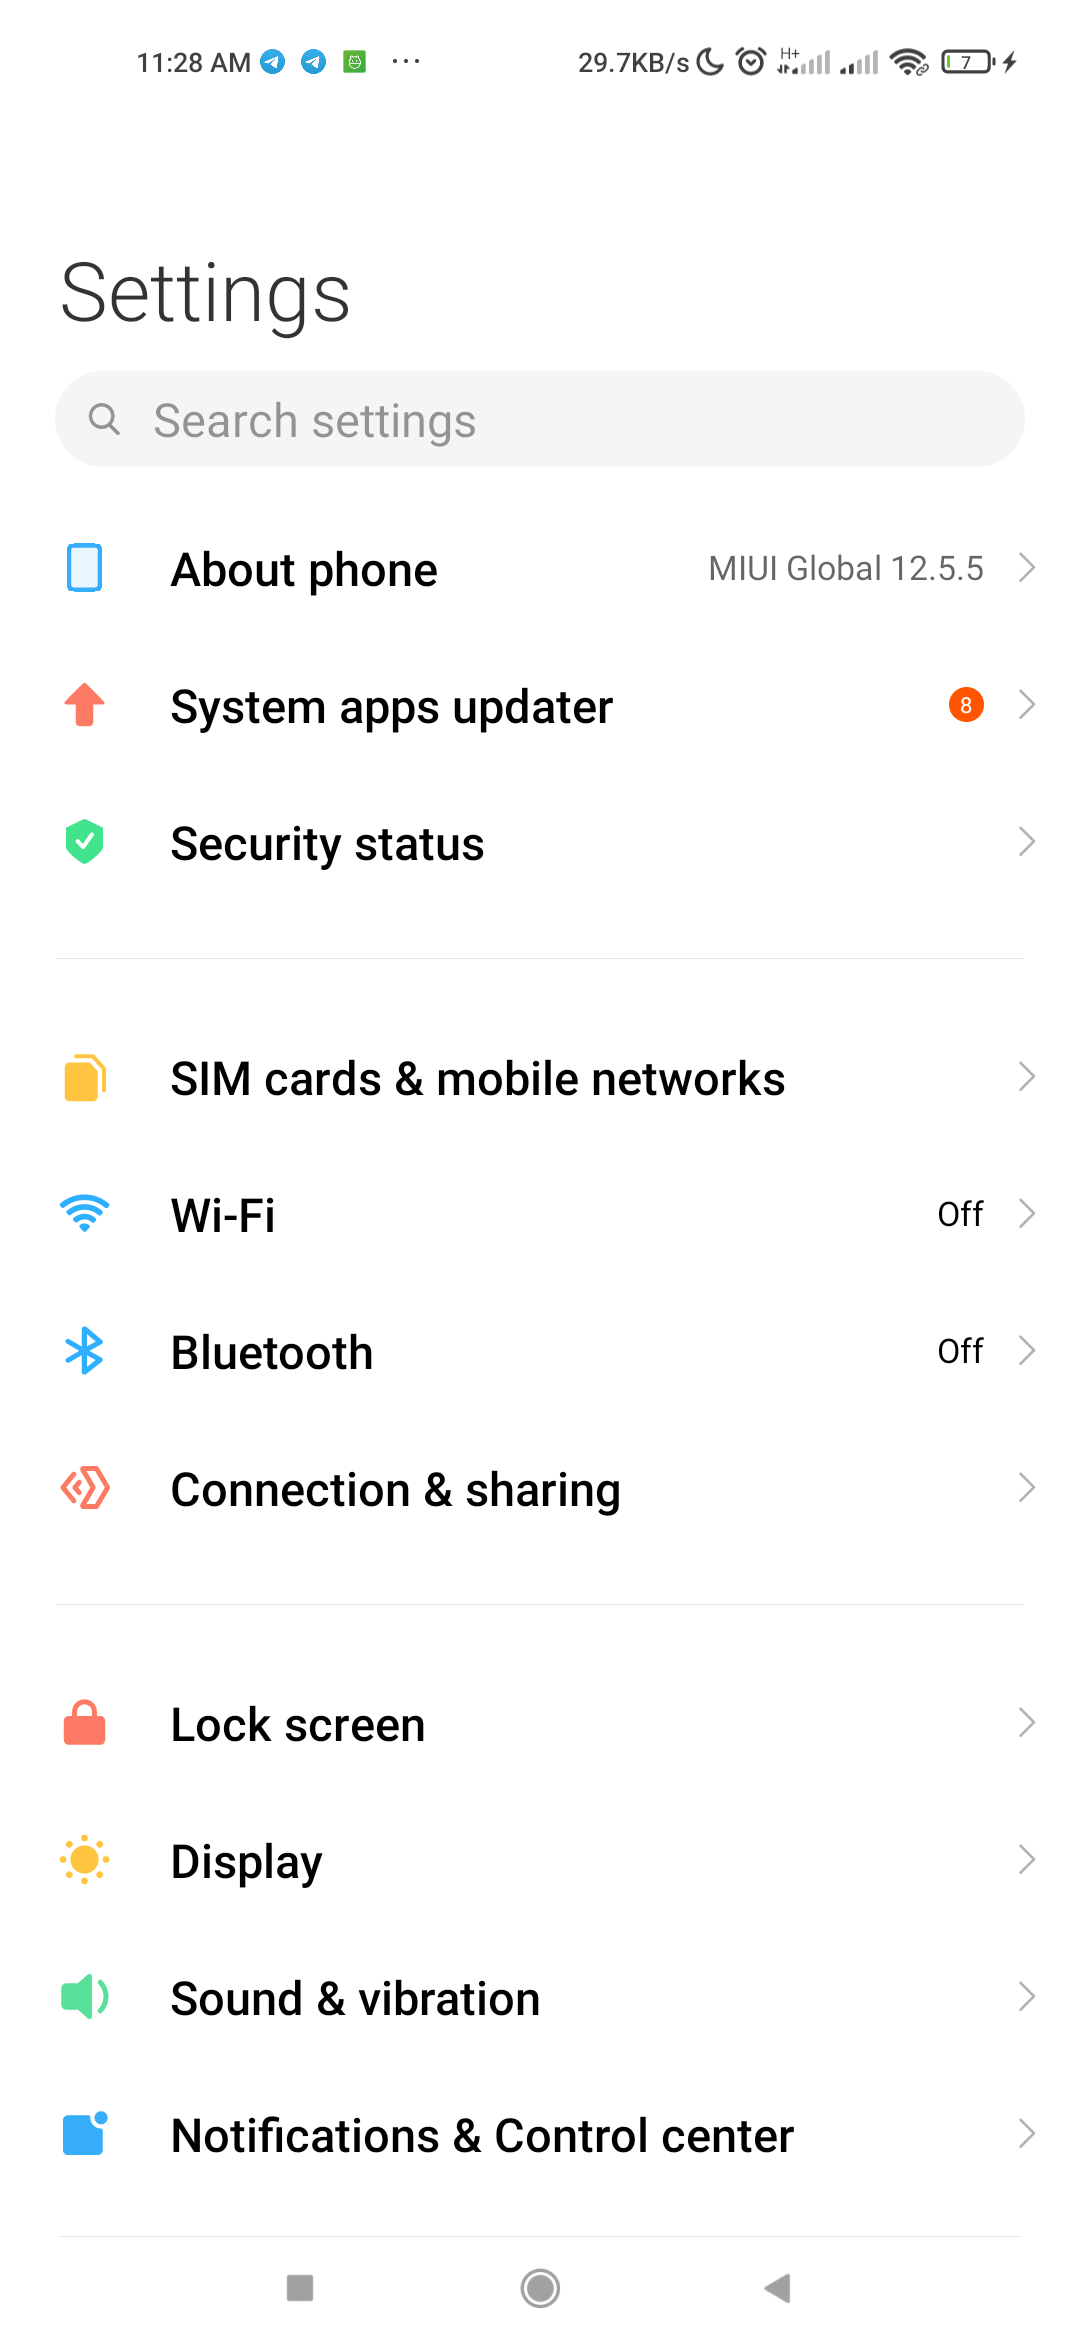 11:28 AM ... 29.7KB/s H+ 7
Settings
Search settings
About phone MIUI Global 12.5.5
System apps updater 8
Security status
SIM cards & mobile networks
Wi-Fi Off
Bluetooth Off
Connection & sharing
Lock screen
Display
Sound & vibration
Notifications & Control center